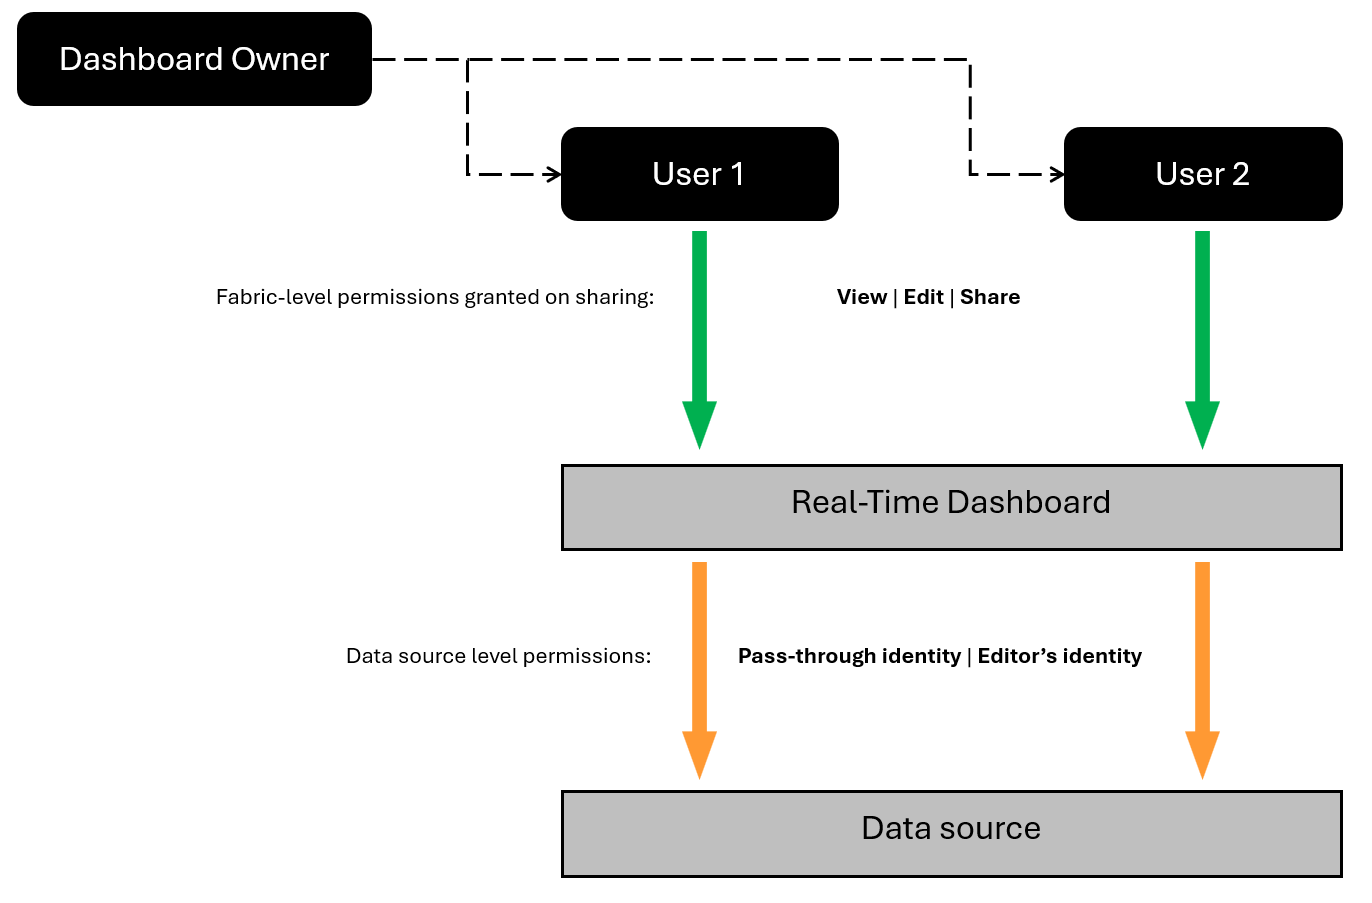 Dashboard Owner
User 1
User 2
Fabric-level permissions granted on sharing:
View | Edit | Share
Real-Time Dashboard
Data source level permissions:
Pass-through identity | Editor’s identity
Data source